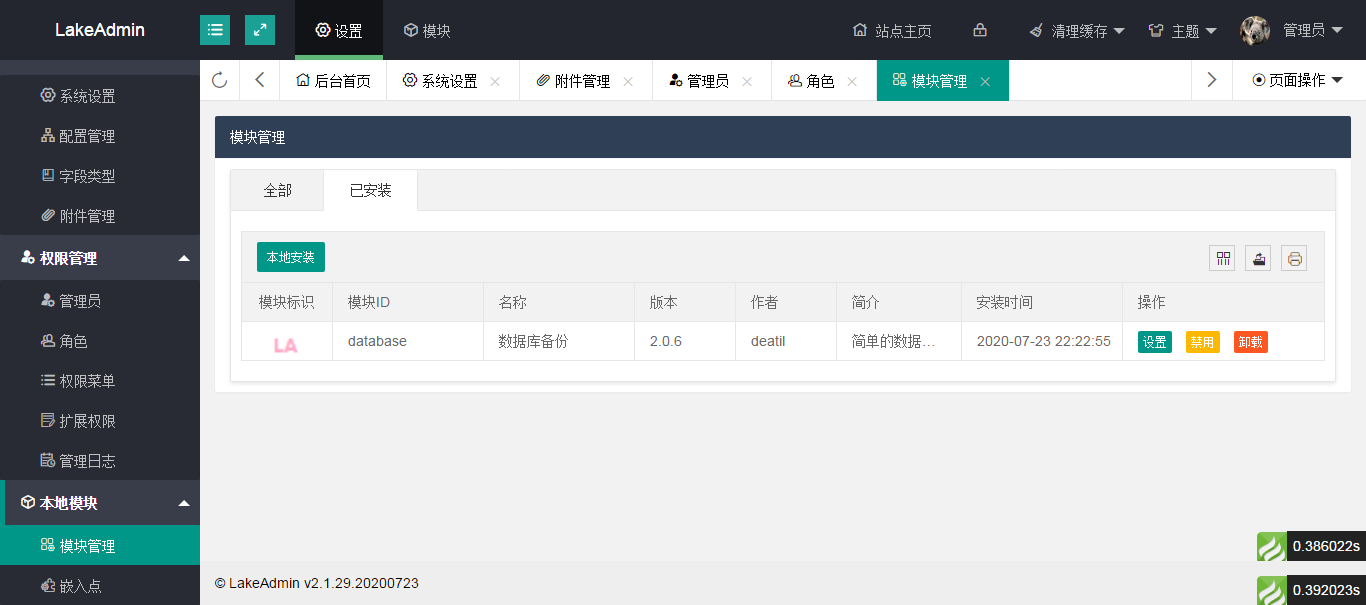 LakeAdmin 设置 模块 站点主页 清理缓存 主题 管理员
后台首页 系统设置 附件管理 管理员 角色 模块管理 页面操作
系统设置
配置管理
字段类型
附件管理
权限管理
管理员
角色
权限菜单
扩展权限
管理日志
本地模块
模块管理
嵌入点
模块管理
全部 已安装
本地安装
模块标识 模块ID 名称 版本 作者 简介 安装时间 操作
LA database 数据库备份 2.0.6 deatil 简单的数据... 2020-07-23 22:22:55 设置 禁用 卸载
0.386022s
© LakeAdmin v2.1.29.20200723
0.392023s